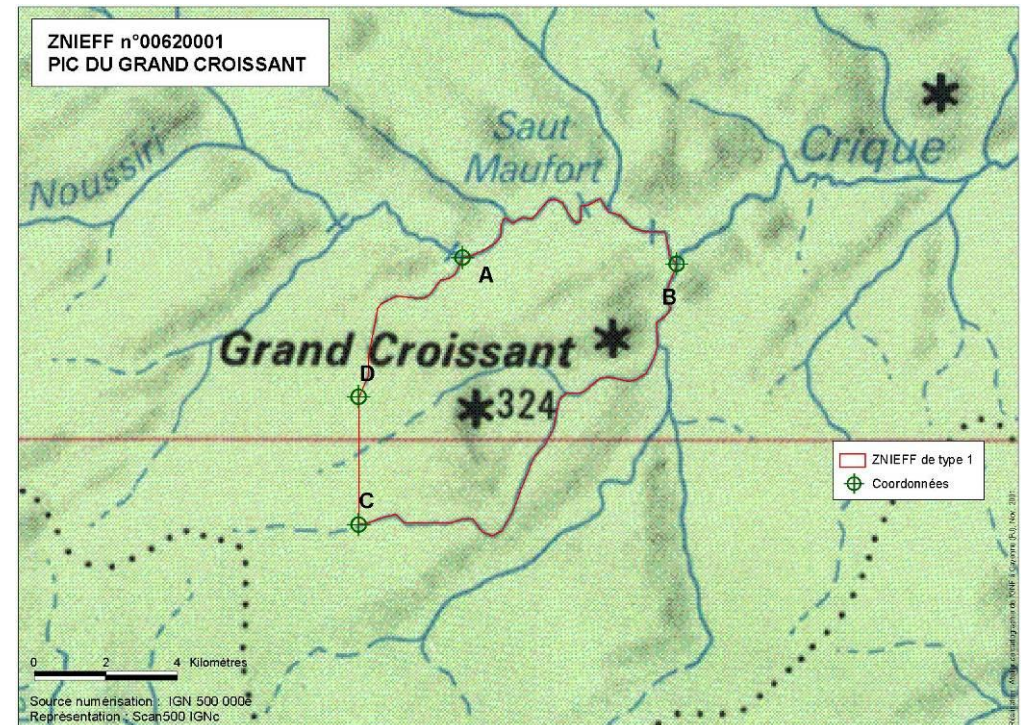 ZNIEFF n°00620001
PIC DU GRAND CROISSANT
Saut
Maufort
Crique
Noussiri
A
B
Grand Croissant
D
324
C
ZNIEFF de type 1
Coordonnées
0 2 4 Kilomètres
Source numérisation : IGN 500 000è
Représentation : Scan500 IGNc